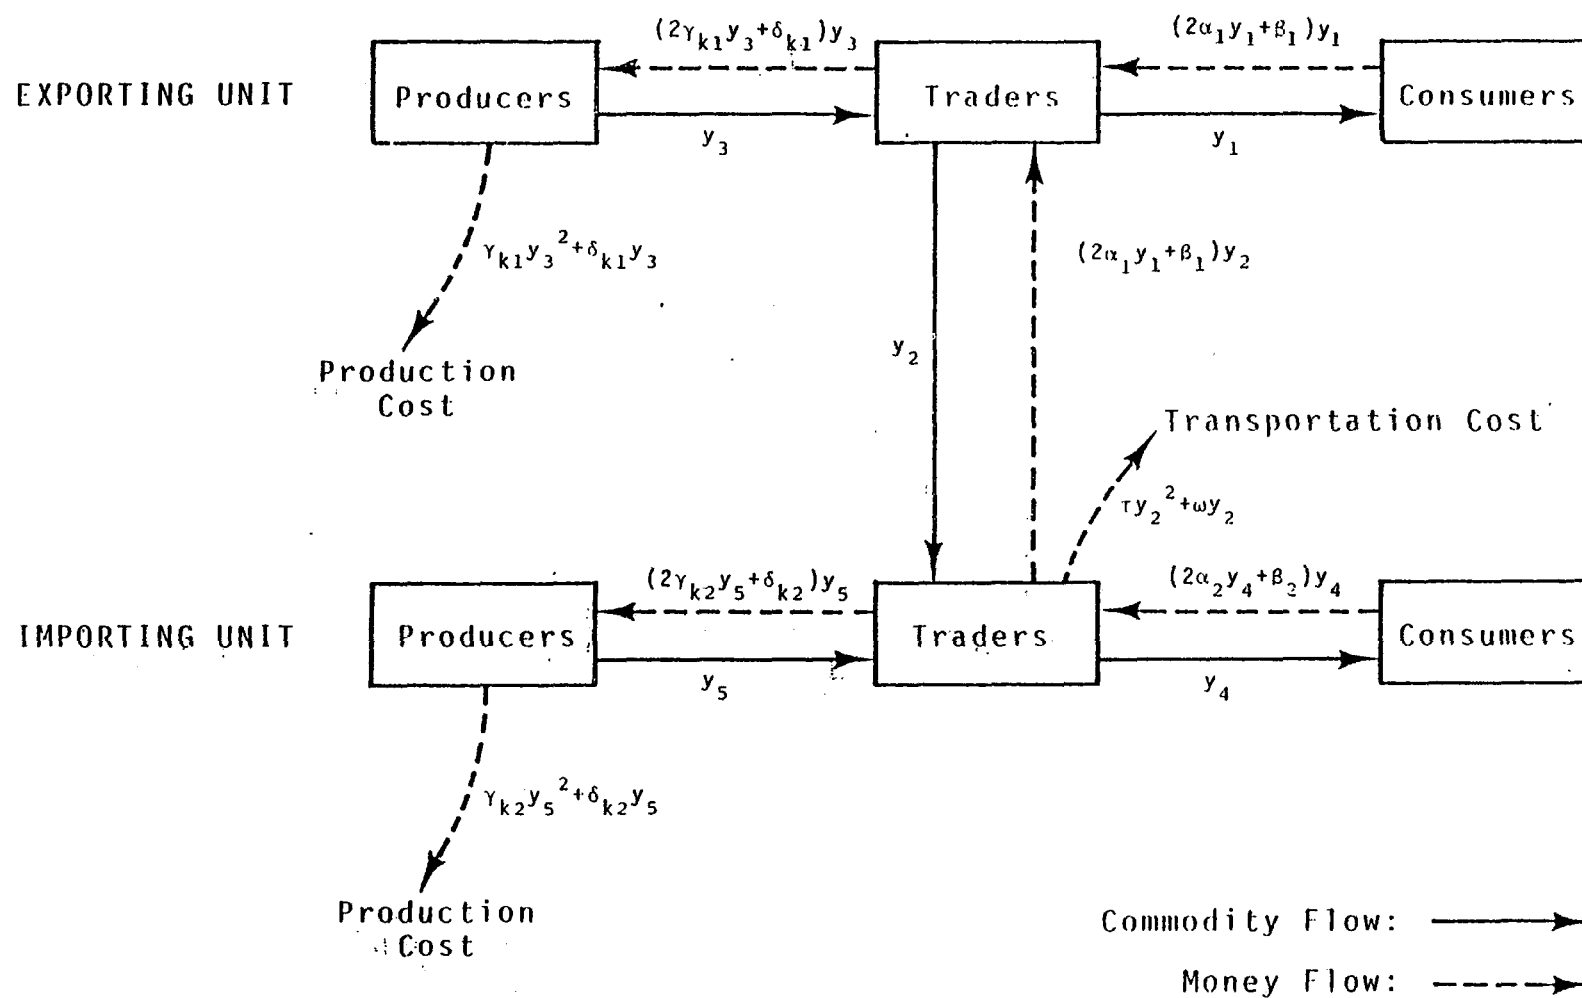 (2γk1y3+δk1)y3
(2α1y1+β1)y1
EXPORTING UNIT
Producers
Traders
Consumers
y3
y1
γk1y3²+δk1y3
(2α1y1+β1)y2
y2
Production
Cost
Transportation Cost
τy2²+ωy2
(2γk2y5+δk2)y5
(2α2y4+β2)y4
IMPORTING UNIT
Producers
Traders
Consumers
y5
y4
γk2y5²+δk2y5
Production
Cost
Commodity Flow:
Money Flow: